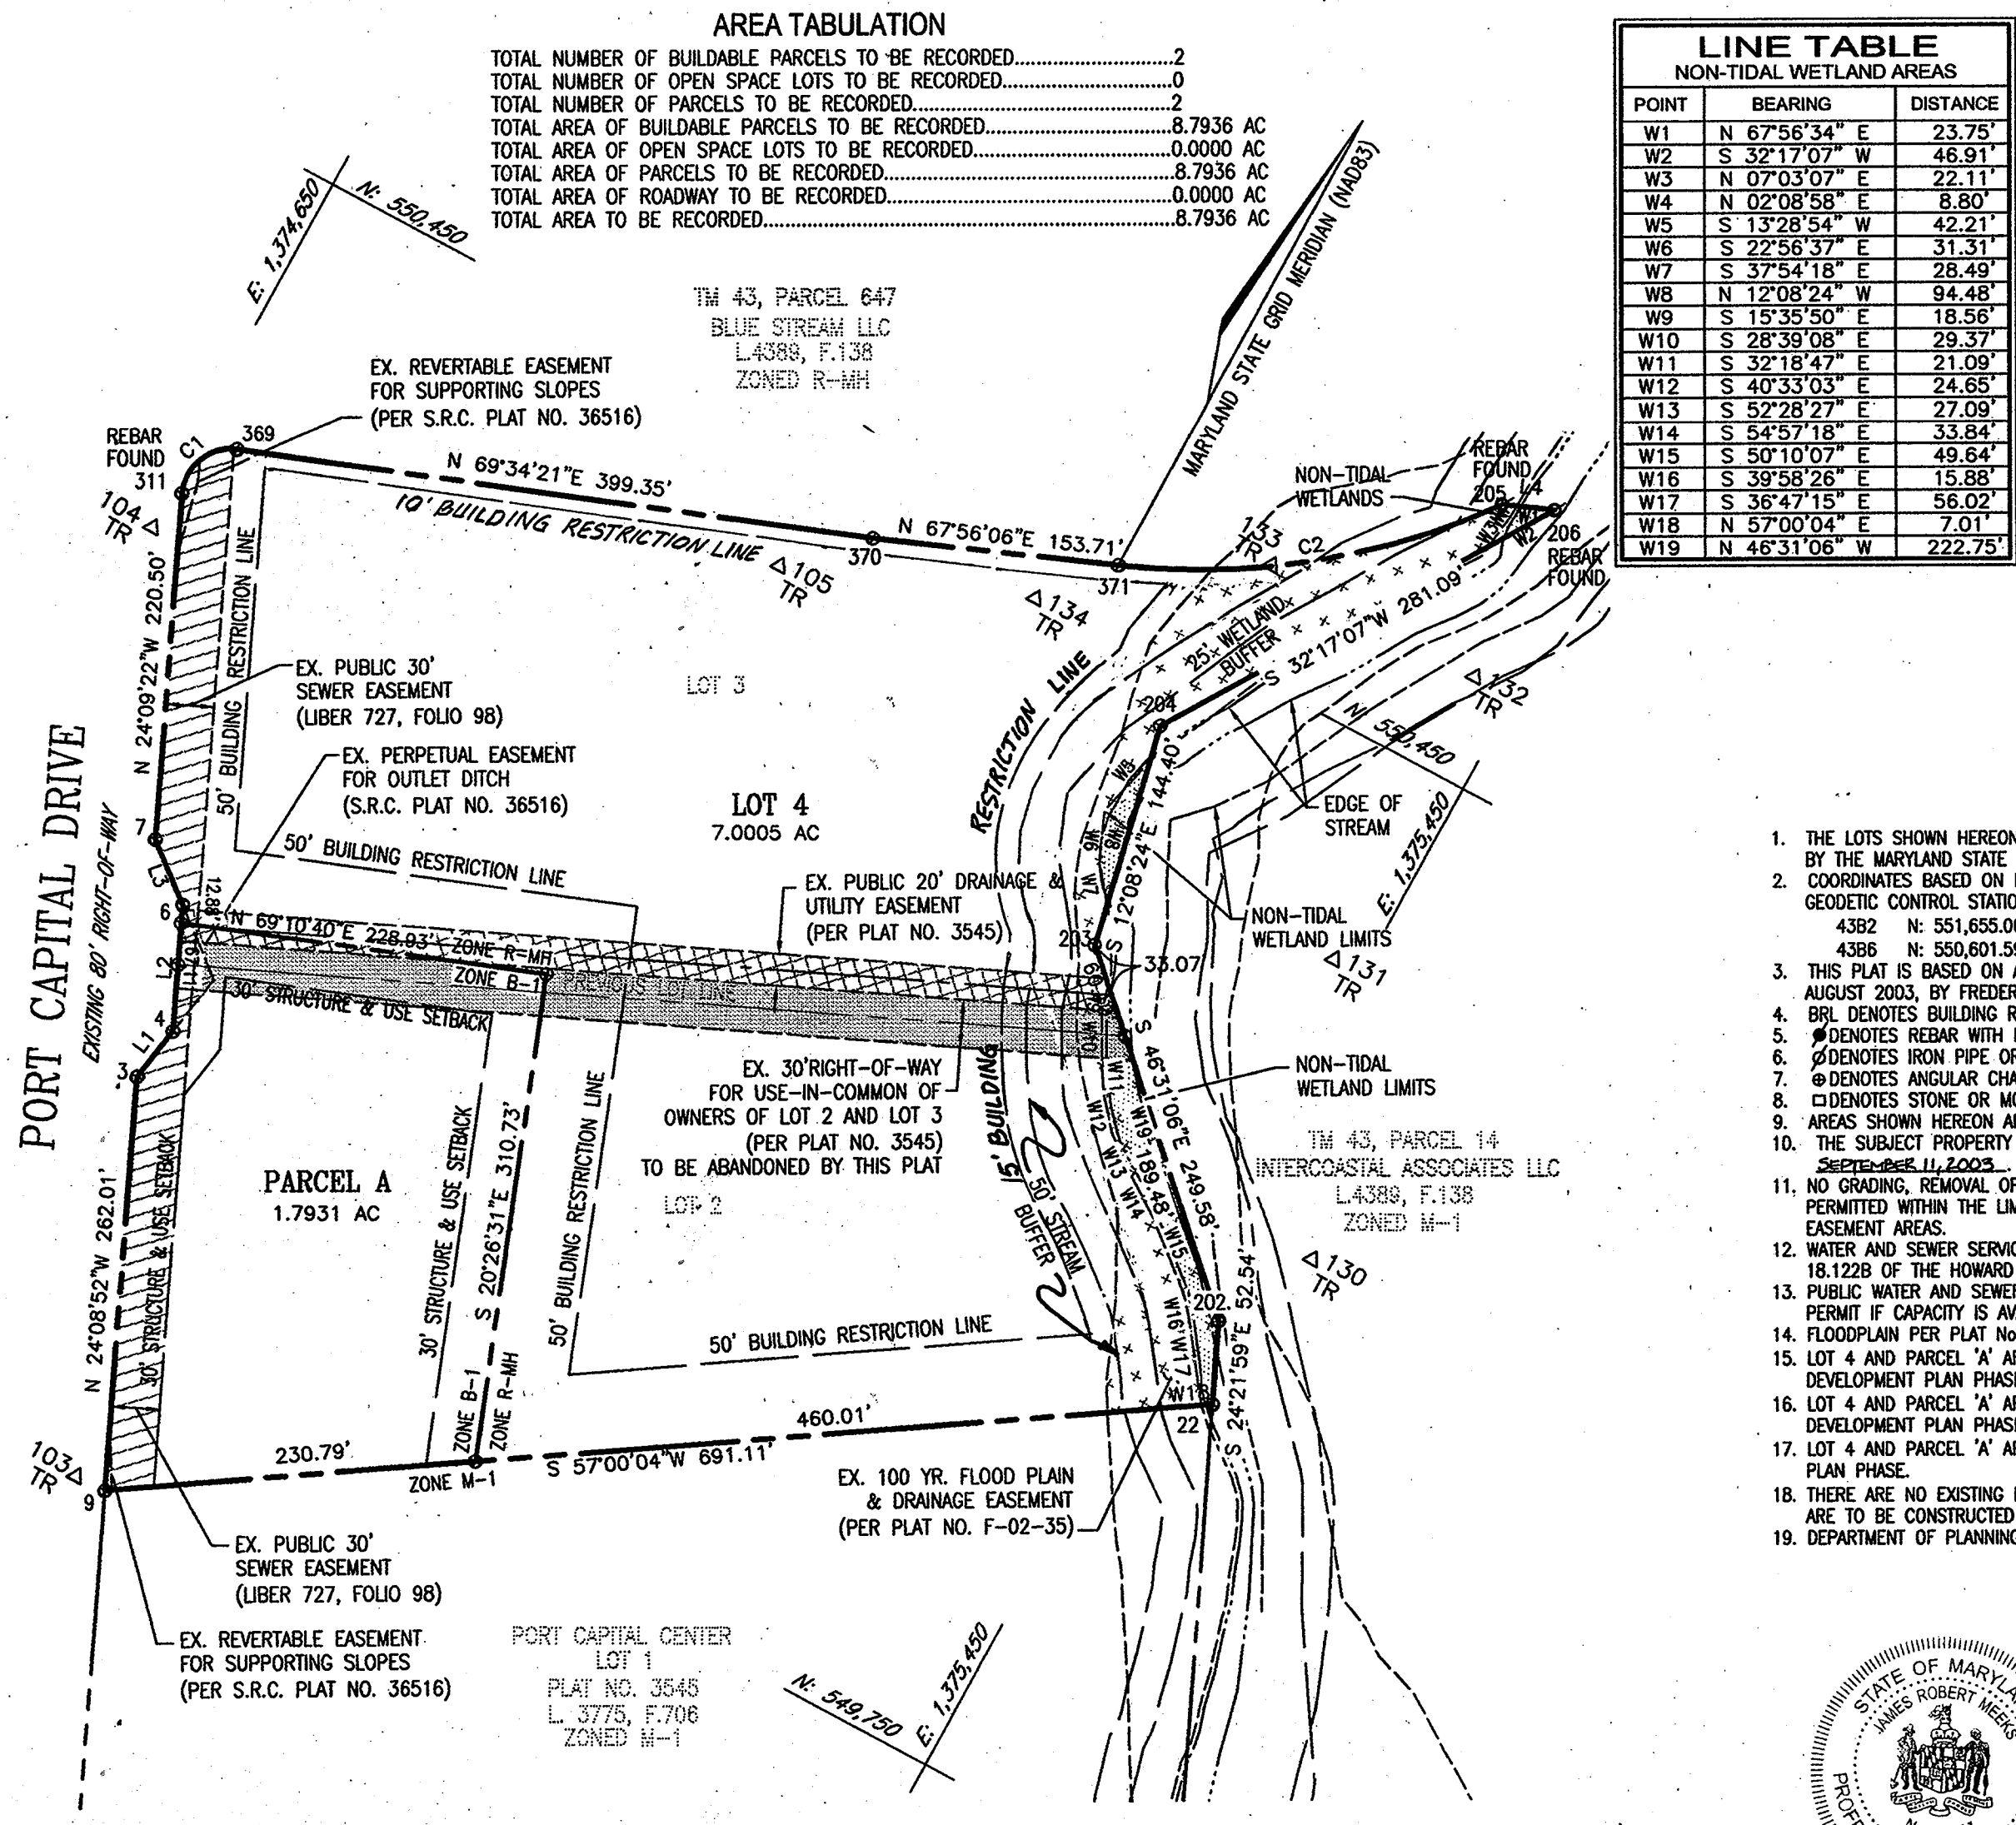 AREA TABULATION
TOTAL NUMBER OF BUILDABLE PARCELS TO BE RECORDED............................2
TOTAL NUMBER OF OPEN SPACE LOTS TO BE RECORDED..............................0
TOTAL NUMBER OF PARCELS TO BE RECORDED..............................................2
TOTAL AREA OF BUILDABLE PARCELS TO BE RECORDED.................................8.7936 AC
TOTAL AREA OF OPEN SPACE LOTS TO BE RECORDED...................................0.0000 AC
TOTAL AREA OF PARCELS TO BE RECORDED..................................................8.7936 AC
TOTAL AREA OF ROADWAY TO BE RECORDED..................................................0.0000 AC
TOTAL AREA TO BE RECORDED........................................................................8.7936 AC
LINE TABLE
NON-TIDAL WETLAND AREAS
POINT BEARING DISTANCE
W1 N 67°56'34" E 23.75'
W2 S 32°17'07" W 46.91'
W3 N 07°03'07" E 22.11'
W4 N 02°08'58" E 8.80'
W5 S 13°28'54" W 42.21'
W6 S 22°56'37" E 31.31'
W7 S 37°54'18" E 28.49'
W8 N 12°08'24" W 94.48'
W9 S 15°35'50" E 18.56'
W10 S 28°39'08" E 29.37'
W11 S 32°18'47" E 21.09'
W12 S 40°33'03" E 24.65'
W13 S 52°28'27" E 27.09'
W14 S 54°57'18" E 33.84'
W15 S 50°10'07" E 49.64'
W16 S 39°58'26" E 15.88'
W17 S 36°47'15" E 56.02'
W18 N 57°00'04" E 7.01'
W19 N 46°31'06" W 222.75'
E: 1,374,650
N: 550,450
MARYLAND STATE GRID MERIDIAN (NAD83)
TM 43, PARCEL 647
BLUE STREAM LLC
L.4389, F.138
ZONED R-MH
EX. REVERTABLE EASEMENT
FOR SUPPORTING SLOPES
(PER S.R.C. PLAT NO. 36516)
REBAR
FOUND
311
C1
369
104
TR
N 69°34'21"E 399.35'
10' BUILDING RESTRICTION LINE
105
TR
370
N 67°56'06"E 153.71'
371
134
TR
133
TR
C2
NON-TIDAL
WETLANDS
REBAR
FOUND
205
L4
W1
W2
W3
206
REBAR
FOUND
25' WETLAND
BUFFER
S 32°17'07"W 281.09'
132
TR
N 550,450
E: 1,375,450
EDGE OF
STREAM
204
W5
W6
W7
W8
S 12°08'24"E 144.40'
NON-TIDAL
WETLAND LIMITS
131
TR
203
33.07
N 24°09'22"W 220.50'
50' BUILDING RESTRICTION LINE
EX. PUBLIC 30'
SEWER EASEMENT
(LIBER 727, FOLIO 98)
EX. PERPETUAL EASEMENT
FOR OUTLET DITCH
(S.R.C. PLAT NO. 36516)
LOT 3
LOT 4
7.0005 AC
50' BUILDING RESTRICTION LINE
RESTRICTION LINE
EX. PUBLIC 20' DRAINAGE &
UTILITY EASEMENT
(PER PLAT NO. 3545)
PORT CAPITAL DRIVE
EXISTING 80' RIGHT-OF-WAY
7
L3
12.88'
6
N 69°10'40"E 228.93'
ZONE R-MH
ZONE B-1
PREVIOUS LOT LINE
L2
4
L1
3
30' STRUCTURE & USE SETBACK
EX. 30'RIGHT-OF-WAY
FOR USE-IN-COMMON OF
OWNERS OF LOT 2 AND LOT 3
(PER PLAT NO. 3545)
TO BE ABANDONED BY THIS PLAT
LOT 2
PARCEL A
1.7931 AC
N 24°08'52"W 262.01'
30' STRUCTURE & USE SETBACK
30' STRUCTURE & USE SETBACK
S 20°26'31"E 310.73'
50' BUILDING RESTRICTION LINE
ZONE B-1
ZONE R-MH
75' BUILDING
50' STREAM
BUFFER
W10
W11
W12
W13
W14
W15
W16
W17
W18
W19
189.48'
S 46°31'06"E 249.58'
NON-TIDAL
WETLAND LIMITS
TM 43, PARCEL 14
INTERCOASTAL ASSOCIATES LLC
L.4389, F.138
ZONED M-1
130
TR
202
S 24°21'59"E 52.54'
22
50' BUILDING RESTRICTION LINE
460.01'
230.79'
S 57°00'04"W 691.11'
ZONE M-1
103
TR
9
EX. 100 YR. FLOOD PLAIN
& DRAINAGE EASEMENT
(PER PLAT NO. F-02-35)
EX. PUBLIC 30'
SEWER EASEMENT
(LIBER 727, FOLIO 98)
EX. REVERTABLE EASEMENT
FOR SUPPORTING SLOPES
(PER S.R.C. PLAT NO. 36516)
PORT CAPITAL CENTER
LOT 1
PLAT NO. 3545
L. 3775, F.706
ZONED M-1
N: 549,750
E: 1,375,450
1. THE LOTS SHOWN HEREON
BY THE MARYLAND STATE
2. COORDINATES BASED ON
GEODETIC CONTROL STATIO
43B2 N: 551,655.0
43B6 N: 550,601.5
3. THIS PLAT IS BASED ON A
AUGUST 2003, BY FREDER
4. BRL DENOTES BUILDING R
5. DENOTES REBAR WITH
6. DENOTES IRON PIPE OR
7. DENOTES ANGULAR CHA
8. DENOTES STONE OR MO
9. AREAS SHOWN HEREON A
10. THE SUBJECT PROPERTY
SEPTEMBER 11, 2003.
11. NO GRADING, REMOVAL OF
PERMITTED WITHIN THE LIM
EASEMENT AREAS.
12. WATER AND SEWER SERVIC
18.122B OF THE HOWARD
13. PUBLIC WATER AND SEWER
PERMIT IF CAPACITY IS AV
14. FLOODPLAIN PER PLAT No
15. LOT 4 AND PARCEL 'A' A
DEVELOPMENT PLAN PHAS
16. LOT 4 AND PARCEL 'A' A
DEVELOPMENT PLAN PHAS
17. LOT 4 AND PARCEL 'A' A
PLAN PHASE.
18. THERE ARE NO EXISTING
ARE TO BE CONSTRUCTED
19. DEPARTMENT OF PLANNING
STATE OF MARYLA
JAMES ROBERT MEEKS
PROF